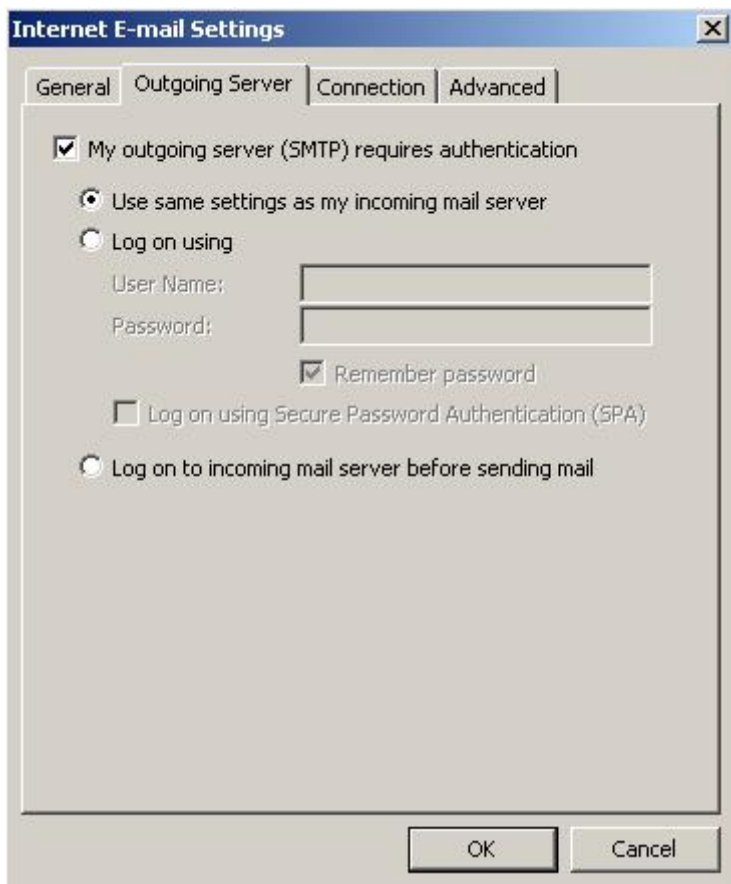 Internet E-mail Settings
General Outgoing Server Connection Advanced
My outgoing server (SMTP) requires authentication
Use same settings as my incoming mail server
Log on using
User Name:
Password:
Remember password
Log on using Secure Password Authentication (SPA)
Log on to incoming mail server before sending mail
OK Cancel